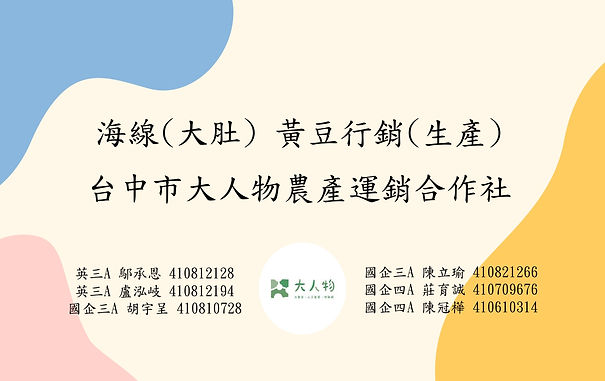 海線(大肚) 黃豆行銷(生產)
台中市大人物農產運銷合作社
英三A 鄔承恩 410812128
英三A 盧泓岐 410812194
國企三A 胡宇呈 410810728
大人物
國企三A 陳立瑜 410821266
國企四A 莊育誠 410709676
國企四A 陳冠樺 410610314